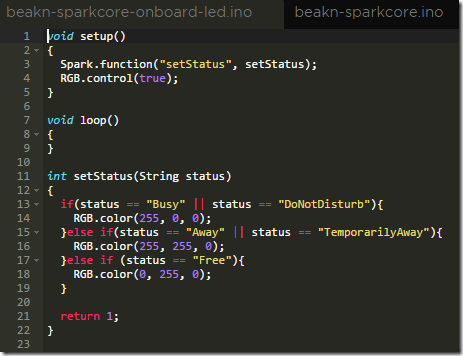 beakn-sparkcore-onboard-led.ino beakn-sparkcore.ino
1 void setup()
2 {
3 Spark.function("setStatus", setStatus);
4 RGB.control(true);
5 }
6
7 void loop()
8 {
9 }
10
11 int setStatus(String status)
12 {
13 if(status == "Busy" || status == "DoNotDisturb"){
14 RGB.color(255, 0, 0);
15 }else if(status == "Away" || status == "TemporarilyAway"){
16 RGB.color(255, 255, 0);
17 }else if (status == "Free"){
18 RGB.color(0, 255, 0);
19 }
20
21 return 1;
22 }
23